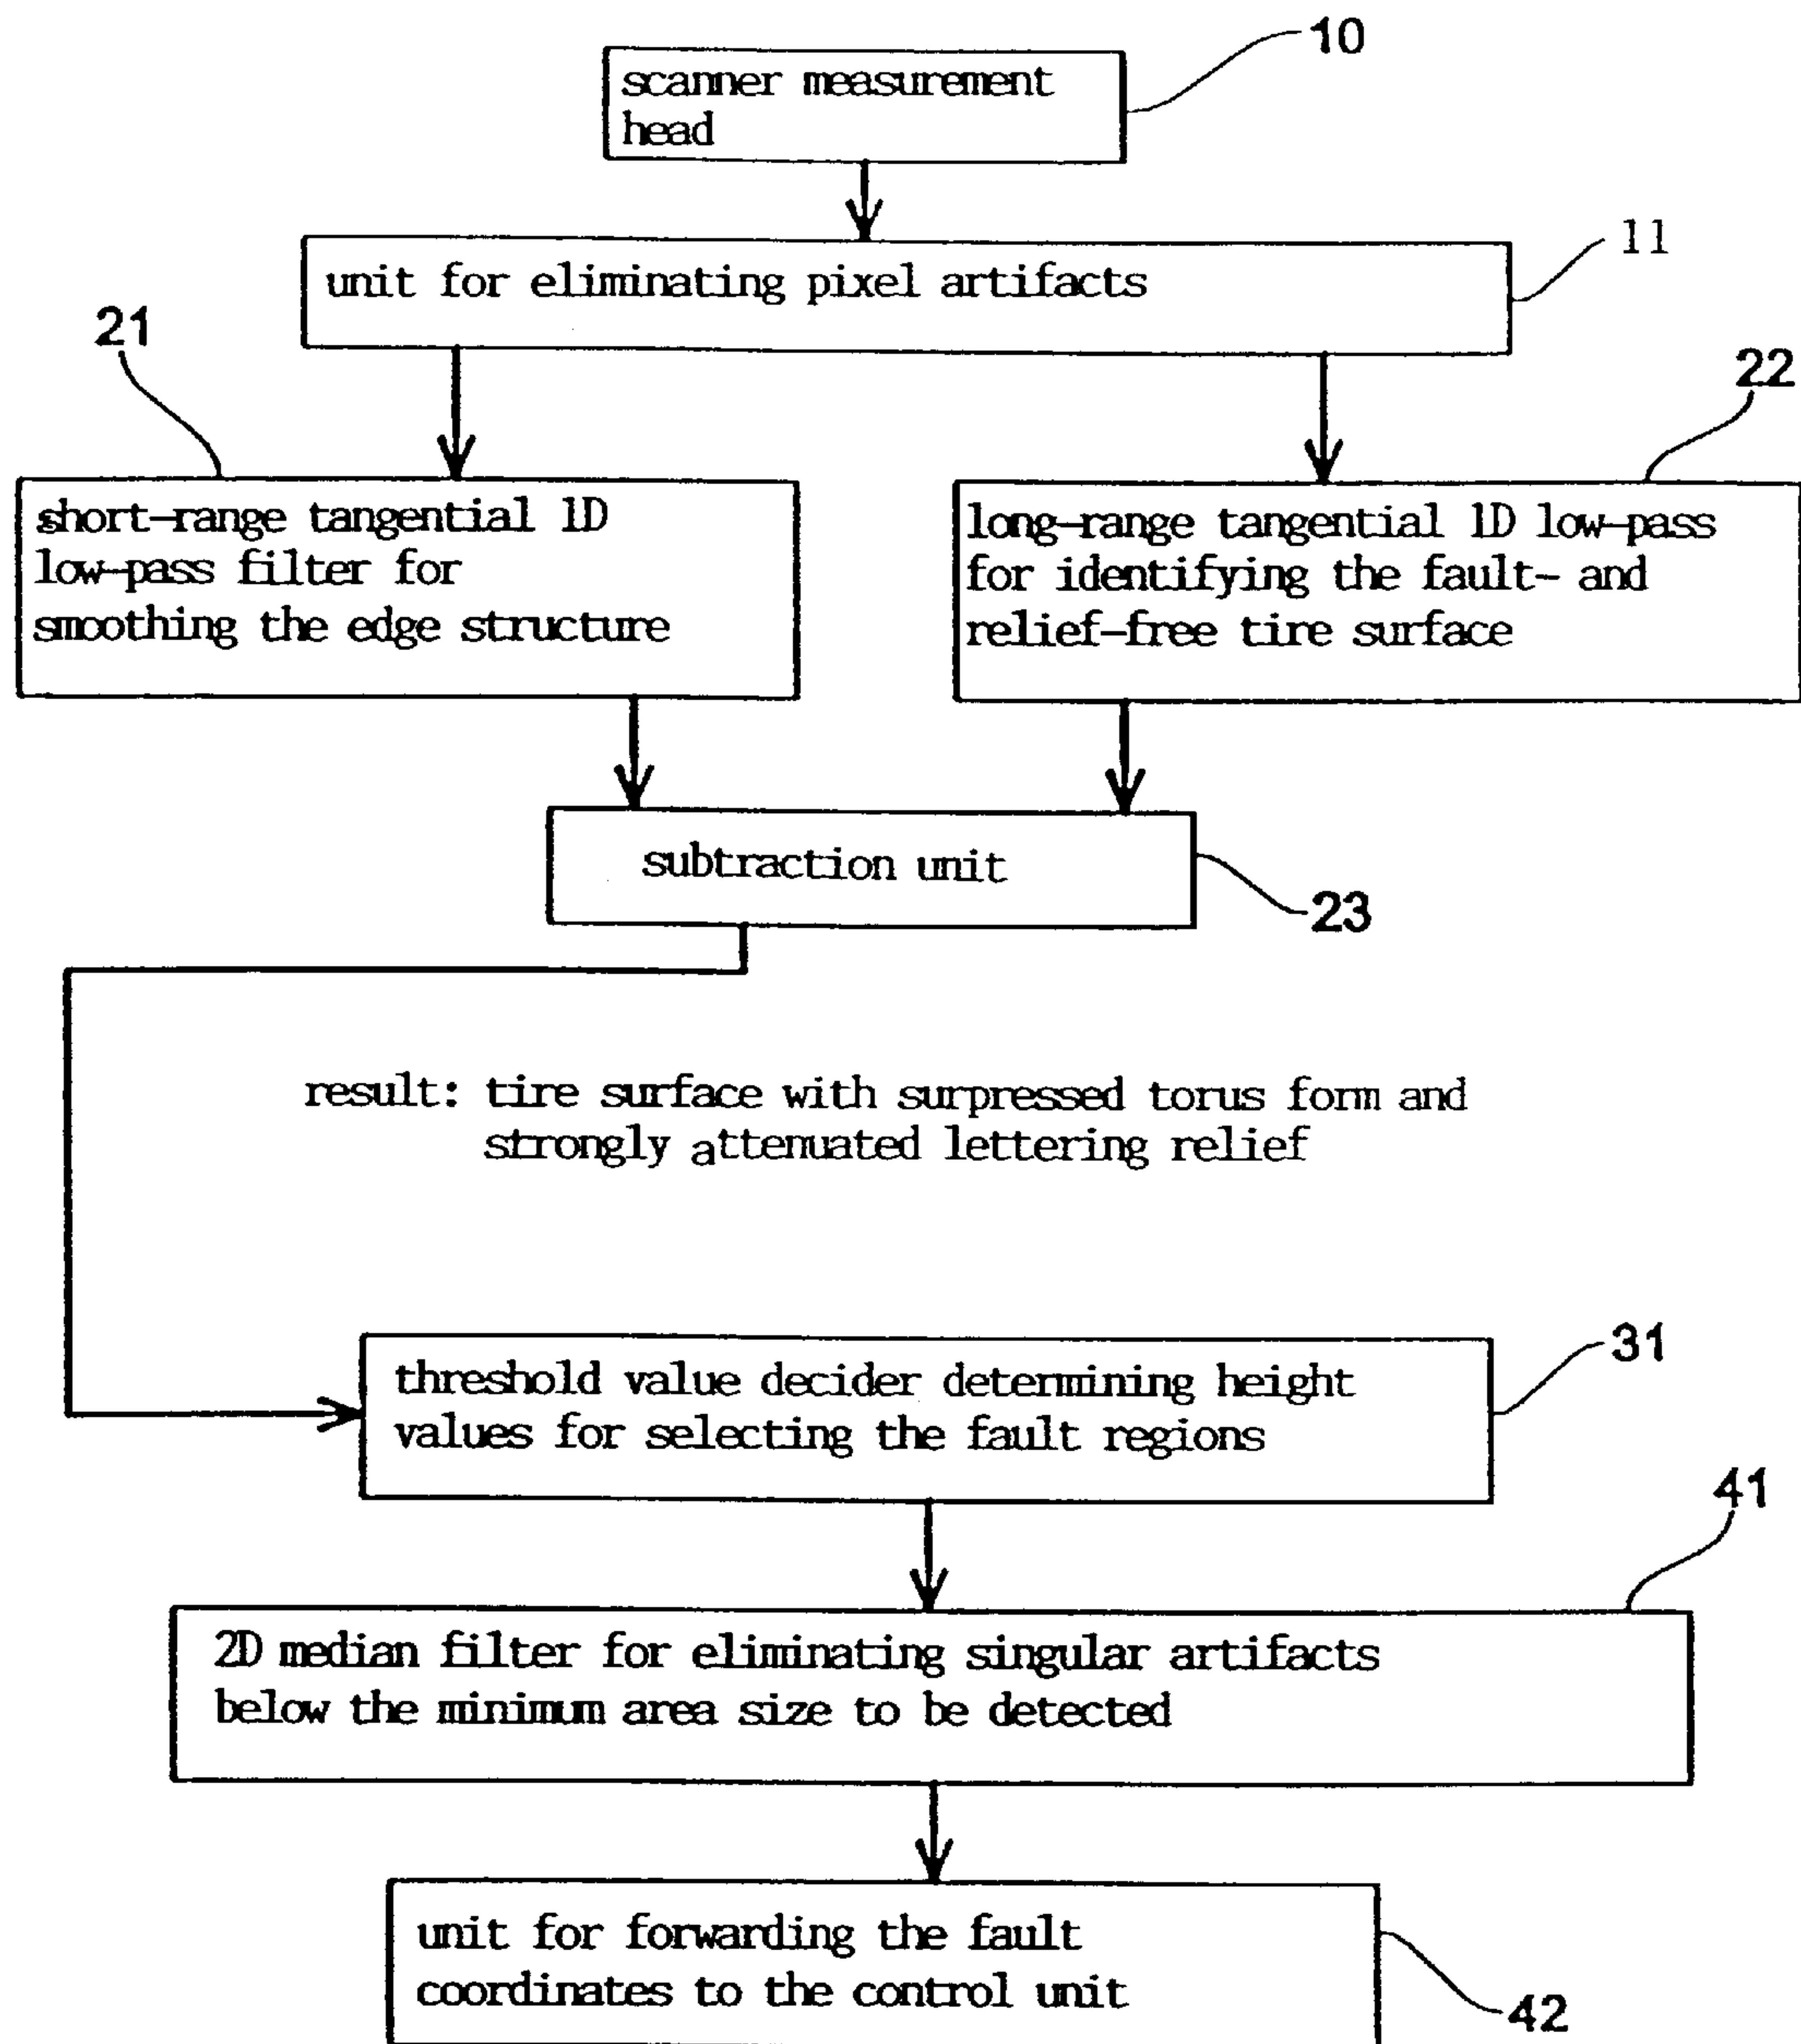 10
scanner measurement
head
11
unit for eliminating pixel artifacts
21
22
short-range tangential 1D
low-pass filter for
smoothing the edge structure
long-range tangential 1D low-pass
for identifying the fault- and
relief-free tire surface
subtraction unit
23
result: tire surface with surpressed torus form and
strongly attenuated lettering relief
31
threshold value decider determining height
values for selecting the fault regions
41
2D median filter for eliminating singular artifacts
below the minimum area size to be detected
unit for forwarding the fault
coordinates to the control unit
42